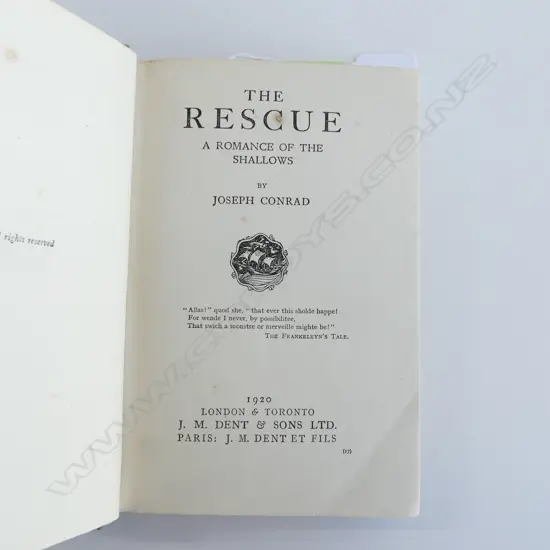 rights reserved
THE
RESCUE
A ROMANCE OF THE
SHALLOWS
BY
JOSEPH CONRAD
"Allas!" quod she, "that ever this sholde happe!
For wende I never, by possibilitee,
That swich a monstre or merveille mighte be!"
THE FRANKELEYN'S TALE.
1920
LONDON & TORONTO
J. M. DENT & SONS LTD.
PARIS: J. M. DENT ET FILS